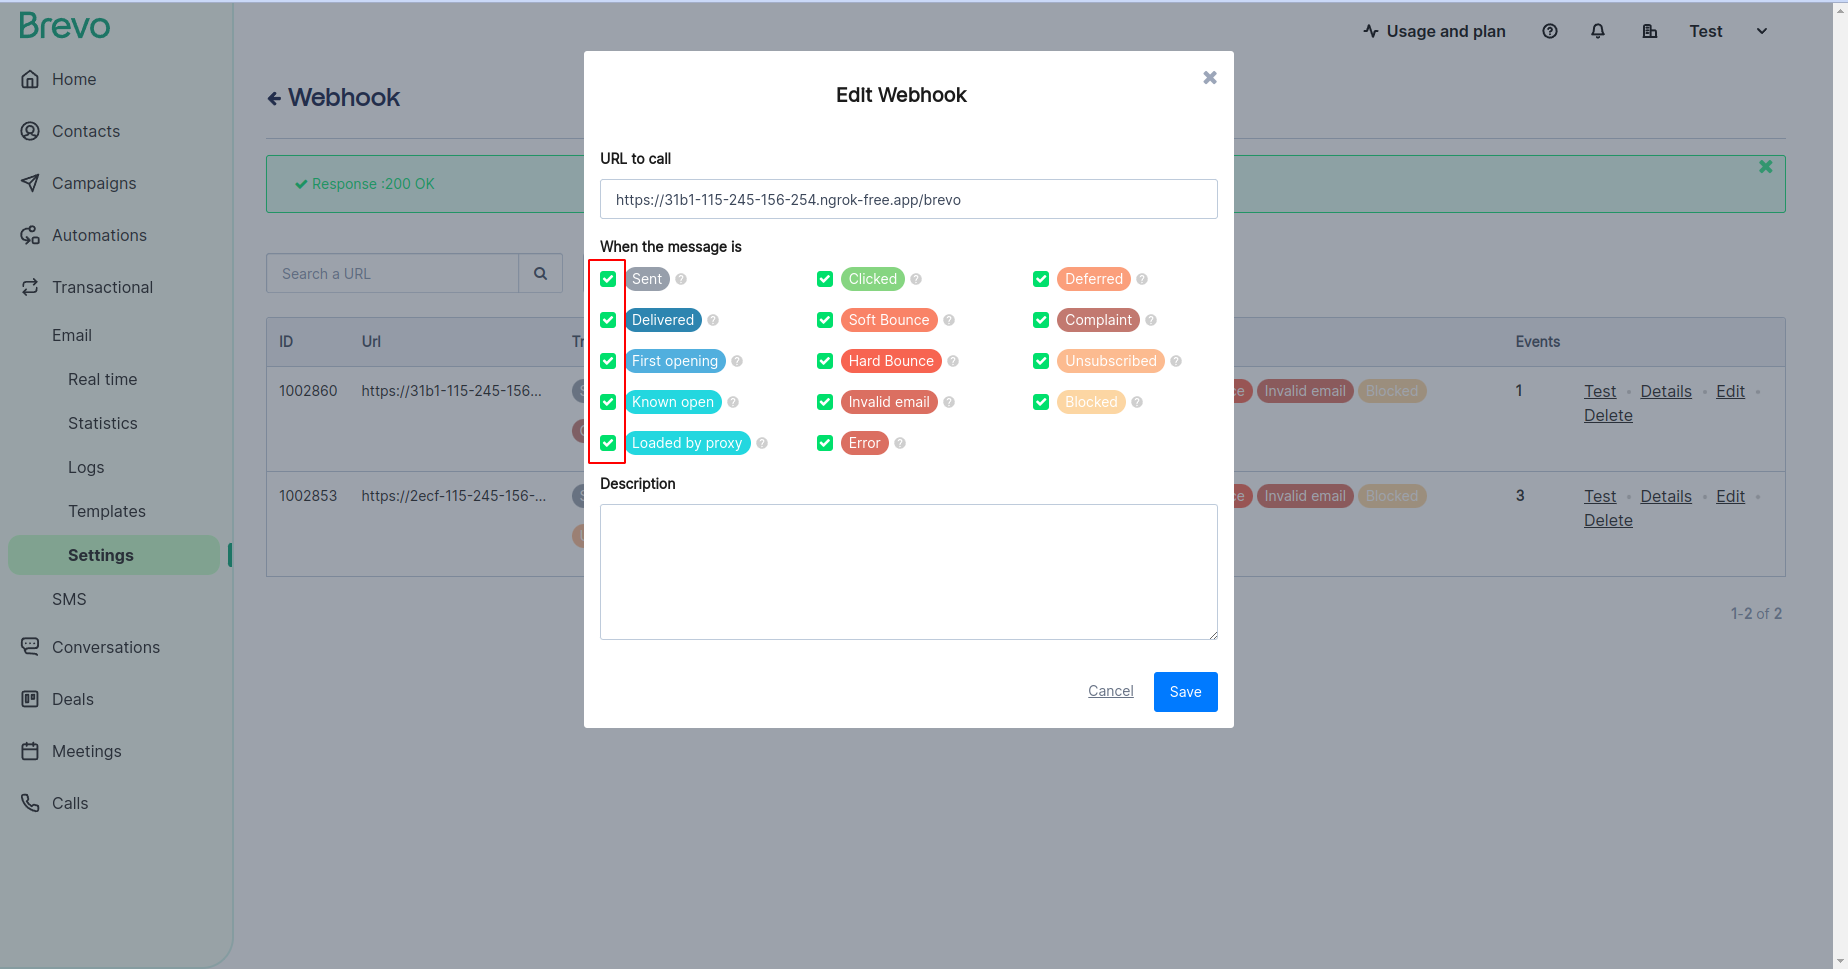 Brevo
Usage and plan
Test
Home
Contacts
Campaigns
Automations
Transactional
Email
Real time
Statistics
Logs
Templates
Settings
SMS
Conversations
Deals
Meetings
Calls
Webhook
Response :200 OK
Search a URL
ID Url Events
1002860 https://31b1-115-245-156... Invalid email Blocked 1 Test • Details • Edit •
Delete
1002853 https://2ecf-115-245-156-... Invalid email Blocked 3 Test • Details • Edit •
Delete
1-2 of 2
Edit Webhook
URL to call
https://31b1-115-245-156-254.ngrok-free.app/brevo
When the message is
Sent Clicked Deferred
Delivered Soft Bounce Complaint
First opening Hard Bounce Unsubscribed
Known open Invalid email Blocked
Loaded by proxy Error
Description
Cancel Save